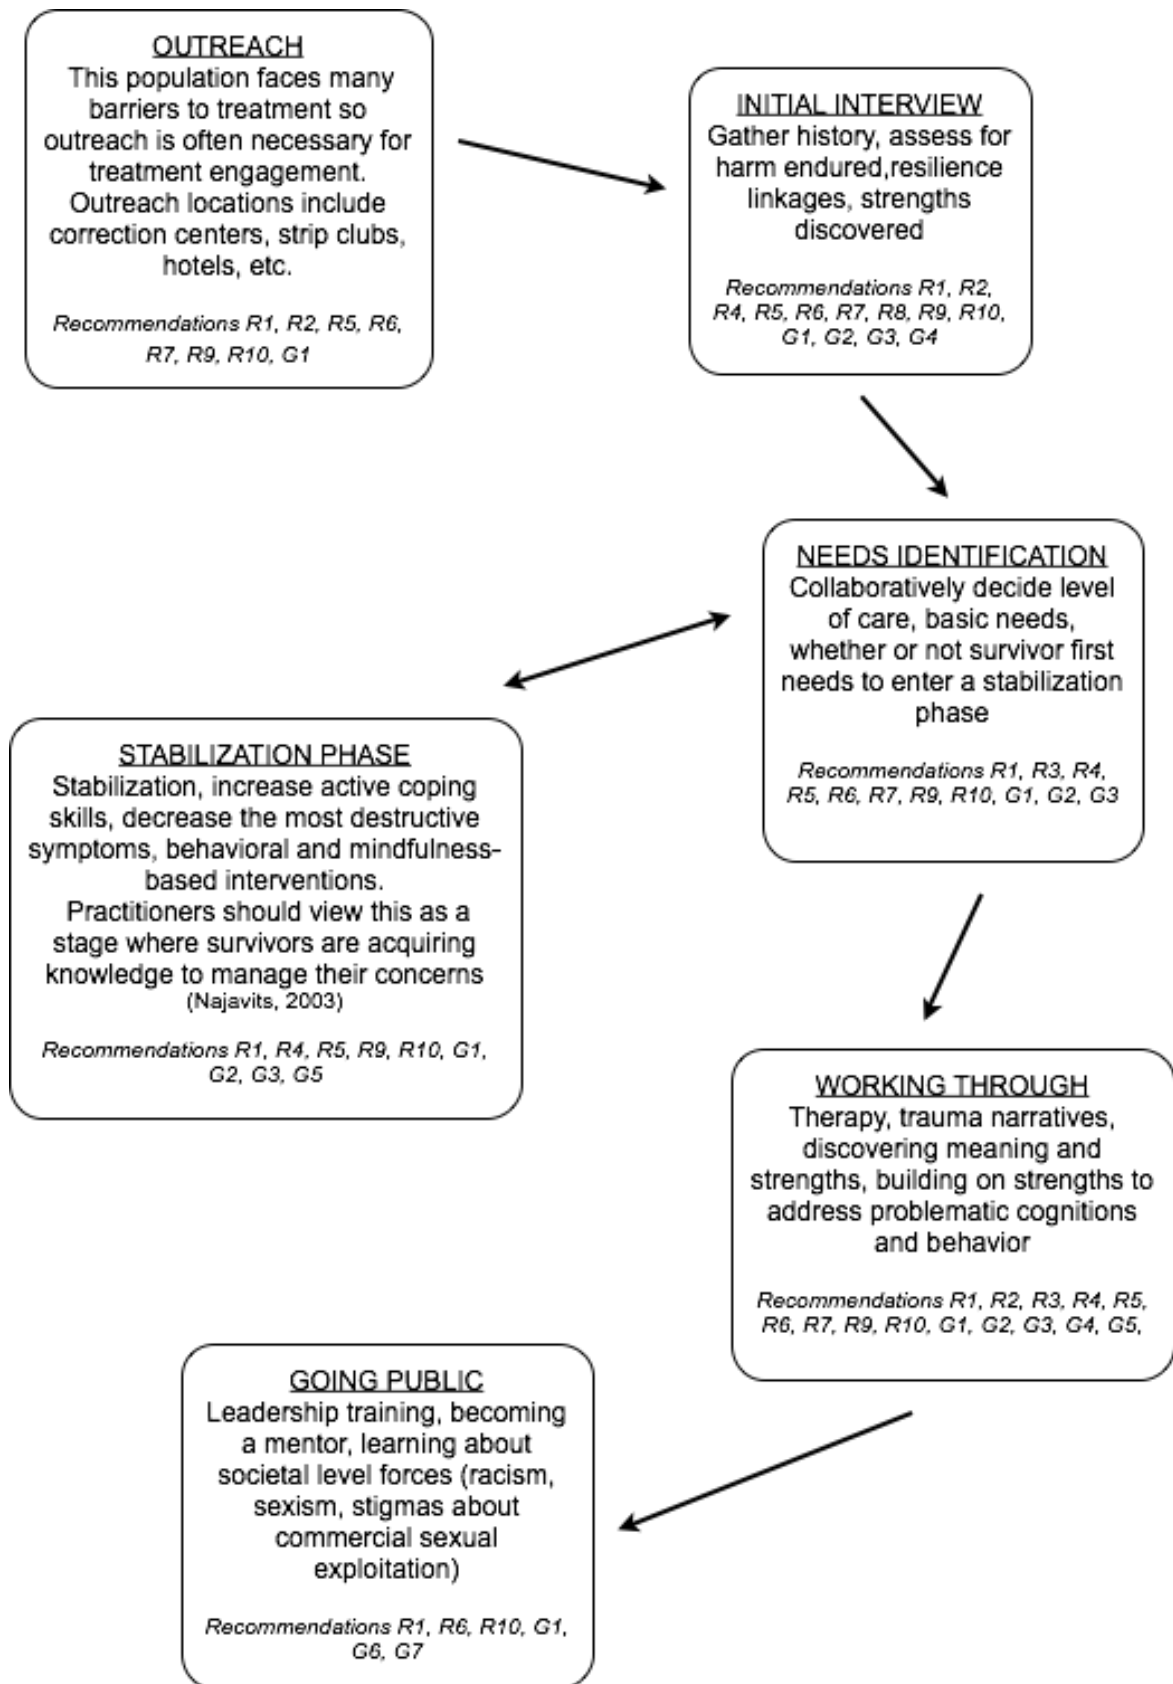 OUTREACH
This population faces many
barriers to treatment so
outreach is often necessary for
treatment engagement.
Outreach locations include
correction centers, strip clubs,
hotels, etc.
Recommendations R1, R2, R5, R6,
R7, R9, R10, G1
INITIAL INTERVIEW
Gather history, assess for
harm endured,resilience
linkages, strengths
discovered
Recommendations R1, R2,
R4, R5, R6, R7, R8, R9, R10,
G1, G2, G3, G4
NEEDS IDENTIFICATION
Collaboratively decide level
of care, basic needs,
whether or not survivor first
needs to enter a stabilization
phase
Recommendations R1, R3, R4,
R5, R6, R7, R9, R10, G1, G2, G3
STABILIZATION PHASE
Stabilization, increase active coping
skills, decrease the most destructive
symptoms, behavioral and mindfulness-
based interventions.
Practitioners should view this as a
stage where survivors are acquiring
knowledge to manage their concerns
(Najavits, 2003)
Recommendations R1, R4, R5, R9, R10, G1,
G2, G3, G5
WORKING THROUGH
Therapy, trauma narratives,
discovering meaning and
strengths, building on strengths to
address problematic cognitions
and behavior
Recommendations R1, R2, R3, R4, R5,
R6, R7, R9, R10, G1, G2, G3, G4, G5,
GOING PUBLIC
Leadership training, becoming
a mentor, learning about
societal level forces (racism,
sexism, stigmas about
commercial sexual
exploitation)
Recommendations R1, R6, R10, G1,
G6, G7